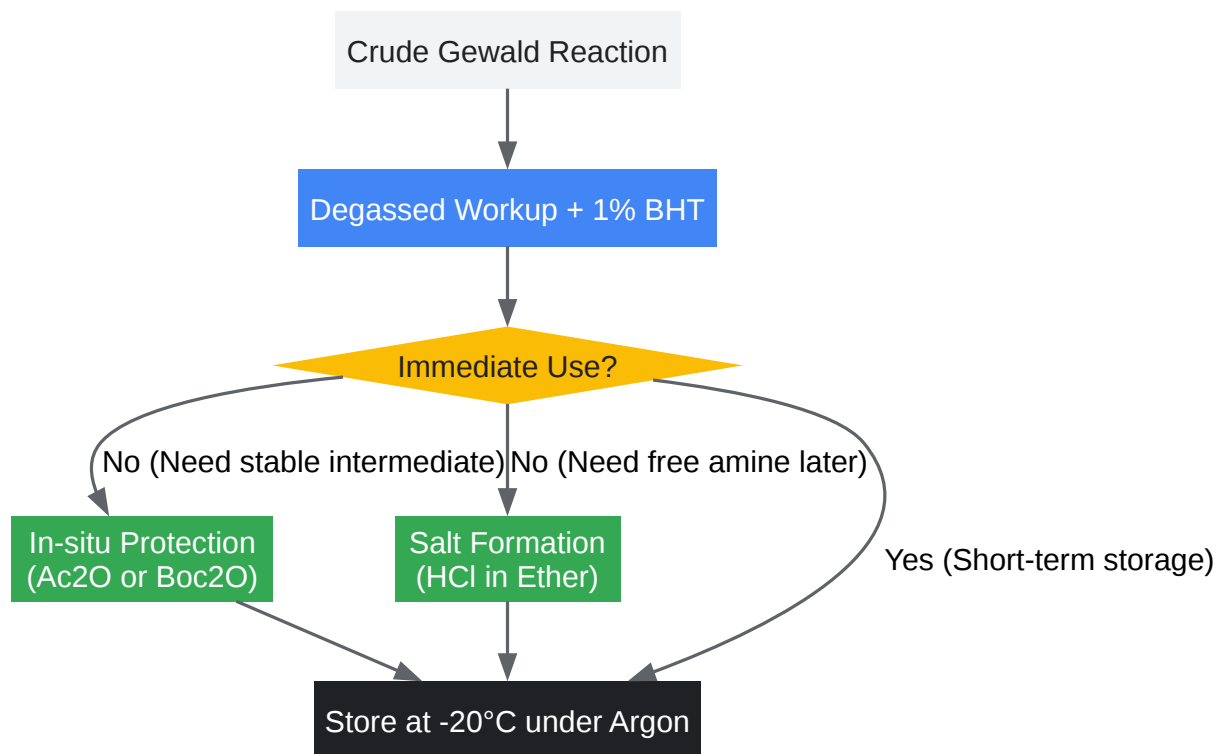 Crude Gewald Reaction
Degassed Workup + 1% BHT
Immediate Use?
No (Need stable intermediate)
No (Need free amine later)
Yes (Short-term storage)
In-situ Protection
(Ac2O or Boc2O)
Salt Formation
(HCl in Ether)
Store at -20°C under Argon